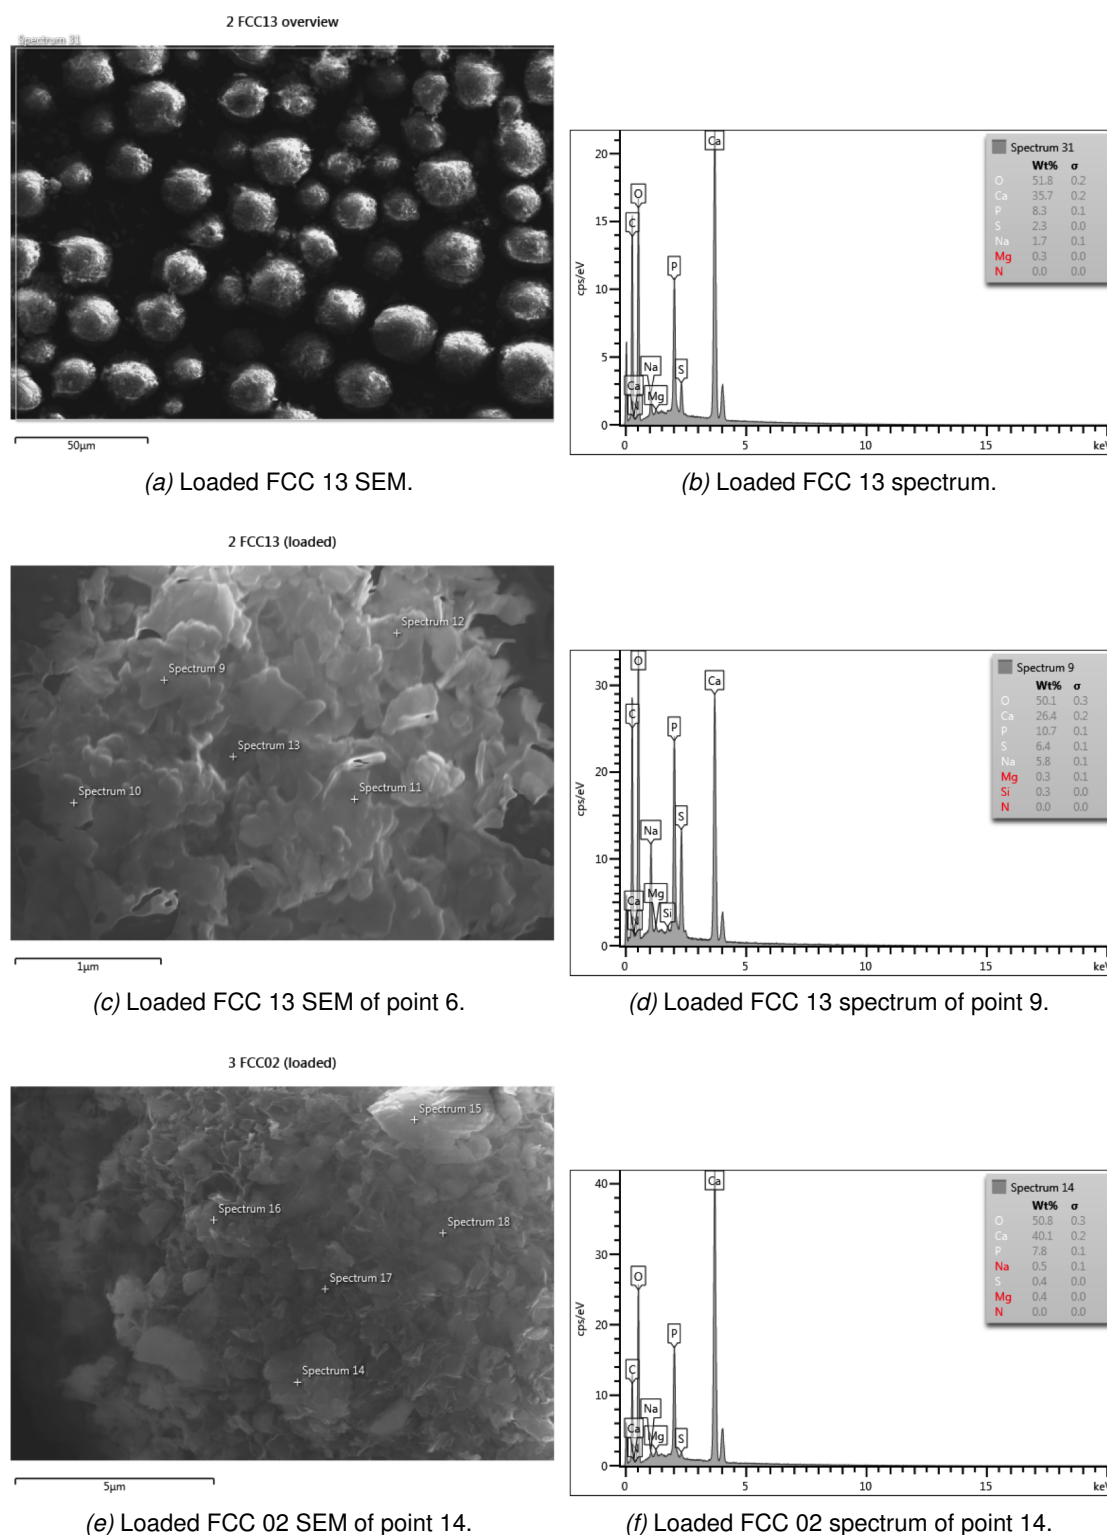 2 FCC13 overview
Spectrum 31
50µm
(a) Loaded FCC 13 SEM.
cps/eV
20
15
10
5
0
Ca
O
C
P
Na
S
Ca
Mg
N
0 5 10 15 keV
Spectrum 31
Wt% σ
O 51.8 0.2
Ca 35.7 0.2
P 8.3 0.1
S 2.3 0.0
Na 1.7 0.1
Mg 0.3 0.0
N 0.0 0.0
(b) Loaded FCC 13 spectrum.
2 FCC13 (loaded)
Spectrum 12
Spectrum 9
Spectrum 13
Spectrum 10
Spectrum 11
1µm
(c) Loaded FCC 13 SEM of point 6.
cps/eV
30
20
10
0
O
Ca
C
P
Na
S
Ca
Mg
Si
N
0 5 10 15 keV
Spectrum 9
Wt% σ
O 50.1 0.3
Ca 26.4 0.2
P 10.7 0.1
S 6.4 0.1
Na 5.8 0.1
Mg 0.3 0.1
Si 0.3 0.0
N 0.0 0.0
(d) Loaded FCC 13 spectrum of point 9.
3 FCC02 (loaded)
Spectrum 15
Spectrum 16
Spectrum 18
Spectrum 17
Spectrum 14
5µm
(e) Loaded FCC 02 SEM of point 14.
cps/eV
40
30
20
10
0
Ca
O
P
C
Na
Ca
Mg
S
N
0 5 10 15 keV
Spectrum 14
Wt% σ
O 50.8 0.3
Ca 40.1 0.2
P 7.8 0.1
Na 0.5 0.1
S 0.4 0.0
Mg 0.4 0.0
N 0.0 0.0
(f) Loaded FCC 02 spectrum of point 14.